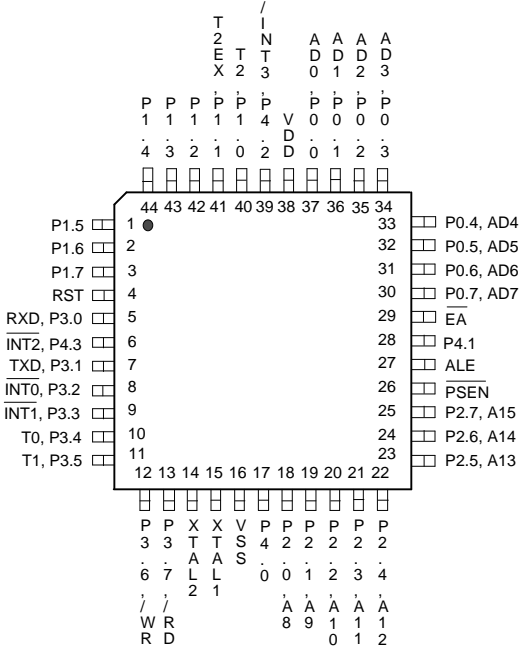 T2EX,P1.1
T2,P1.0
/INT3,P4.2
AD0,P0.0
AD1,P0.1
AD2,P0.2
AD3,P0.3
P1.4
P1.3
P1.2
VDD
44 43 42 41 40 39 38 37 36 35 34
P1.5 1 33 P0.4, AD4
P1.6 2 32 P0.5, AD5
P1.7 3 31 P0.6, AD6
RST 4 30 P0.7, AD7
RXD, P3.0 5 29 EA
INT2, P4.3 6 28 P4.1
TXD, P3.1 7 27 ALE
INT0, P3.2 8 26 PSEN
INT1, P3.3 9 25 P2.7, A15
T0, P3.4 10 24 P2.6, A14
T1, P3.5 11 23 P2.5, A13
12 13 14 15 16 17 18 19 20 21 22
P3.6,/WR
P3.7,/RD
XTAL2
XTAL1
VSS
P4.0
P2.0,A8
P2.1,A9
P2.2,A10
P2.3,A11
P2.4,A12